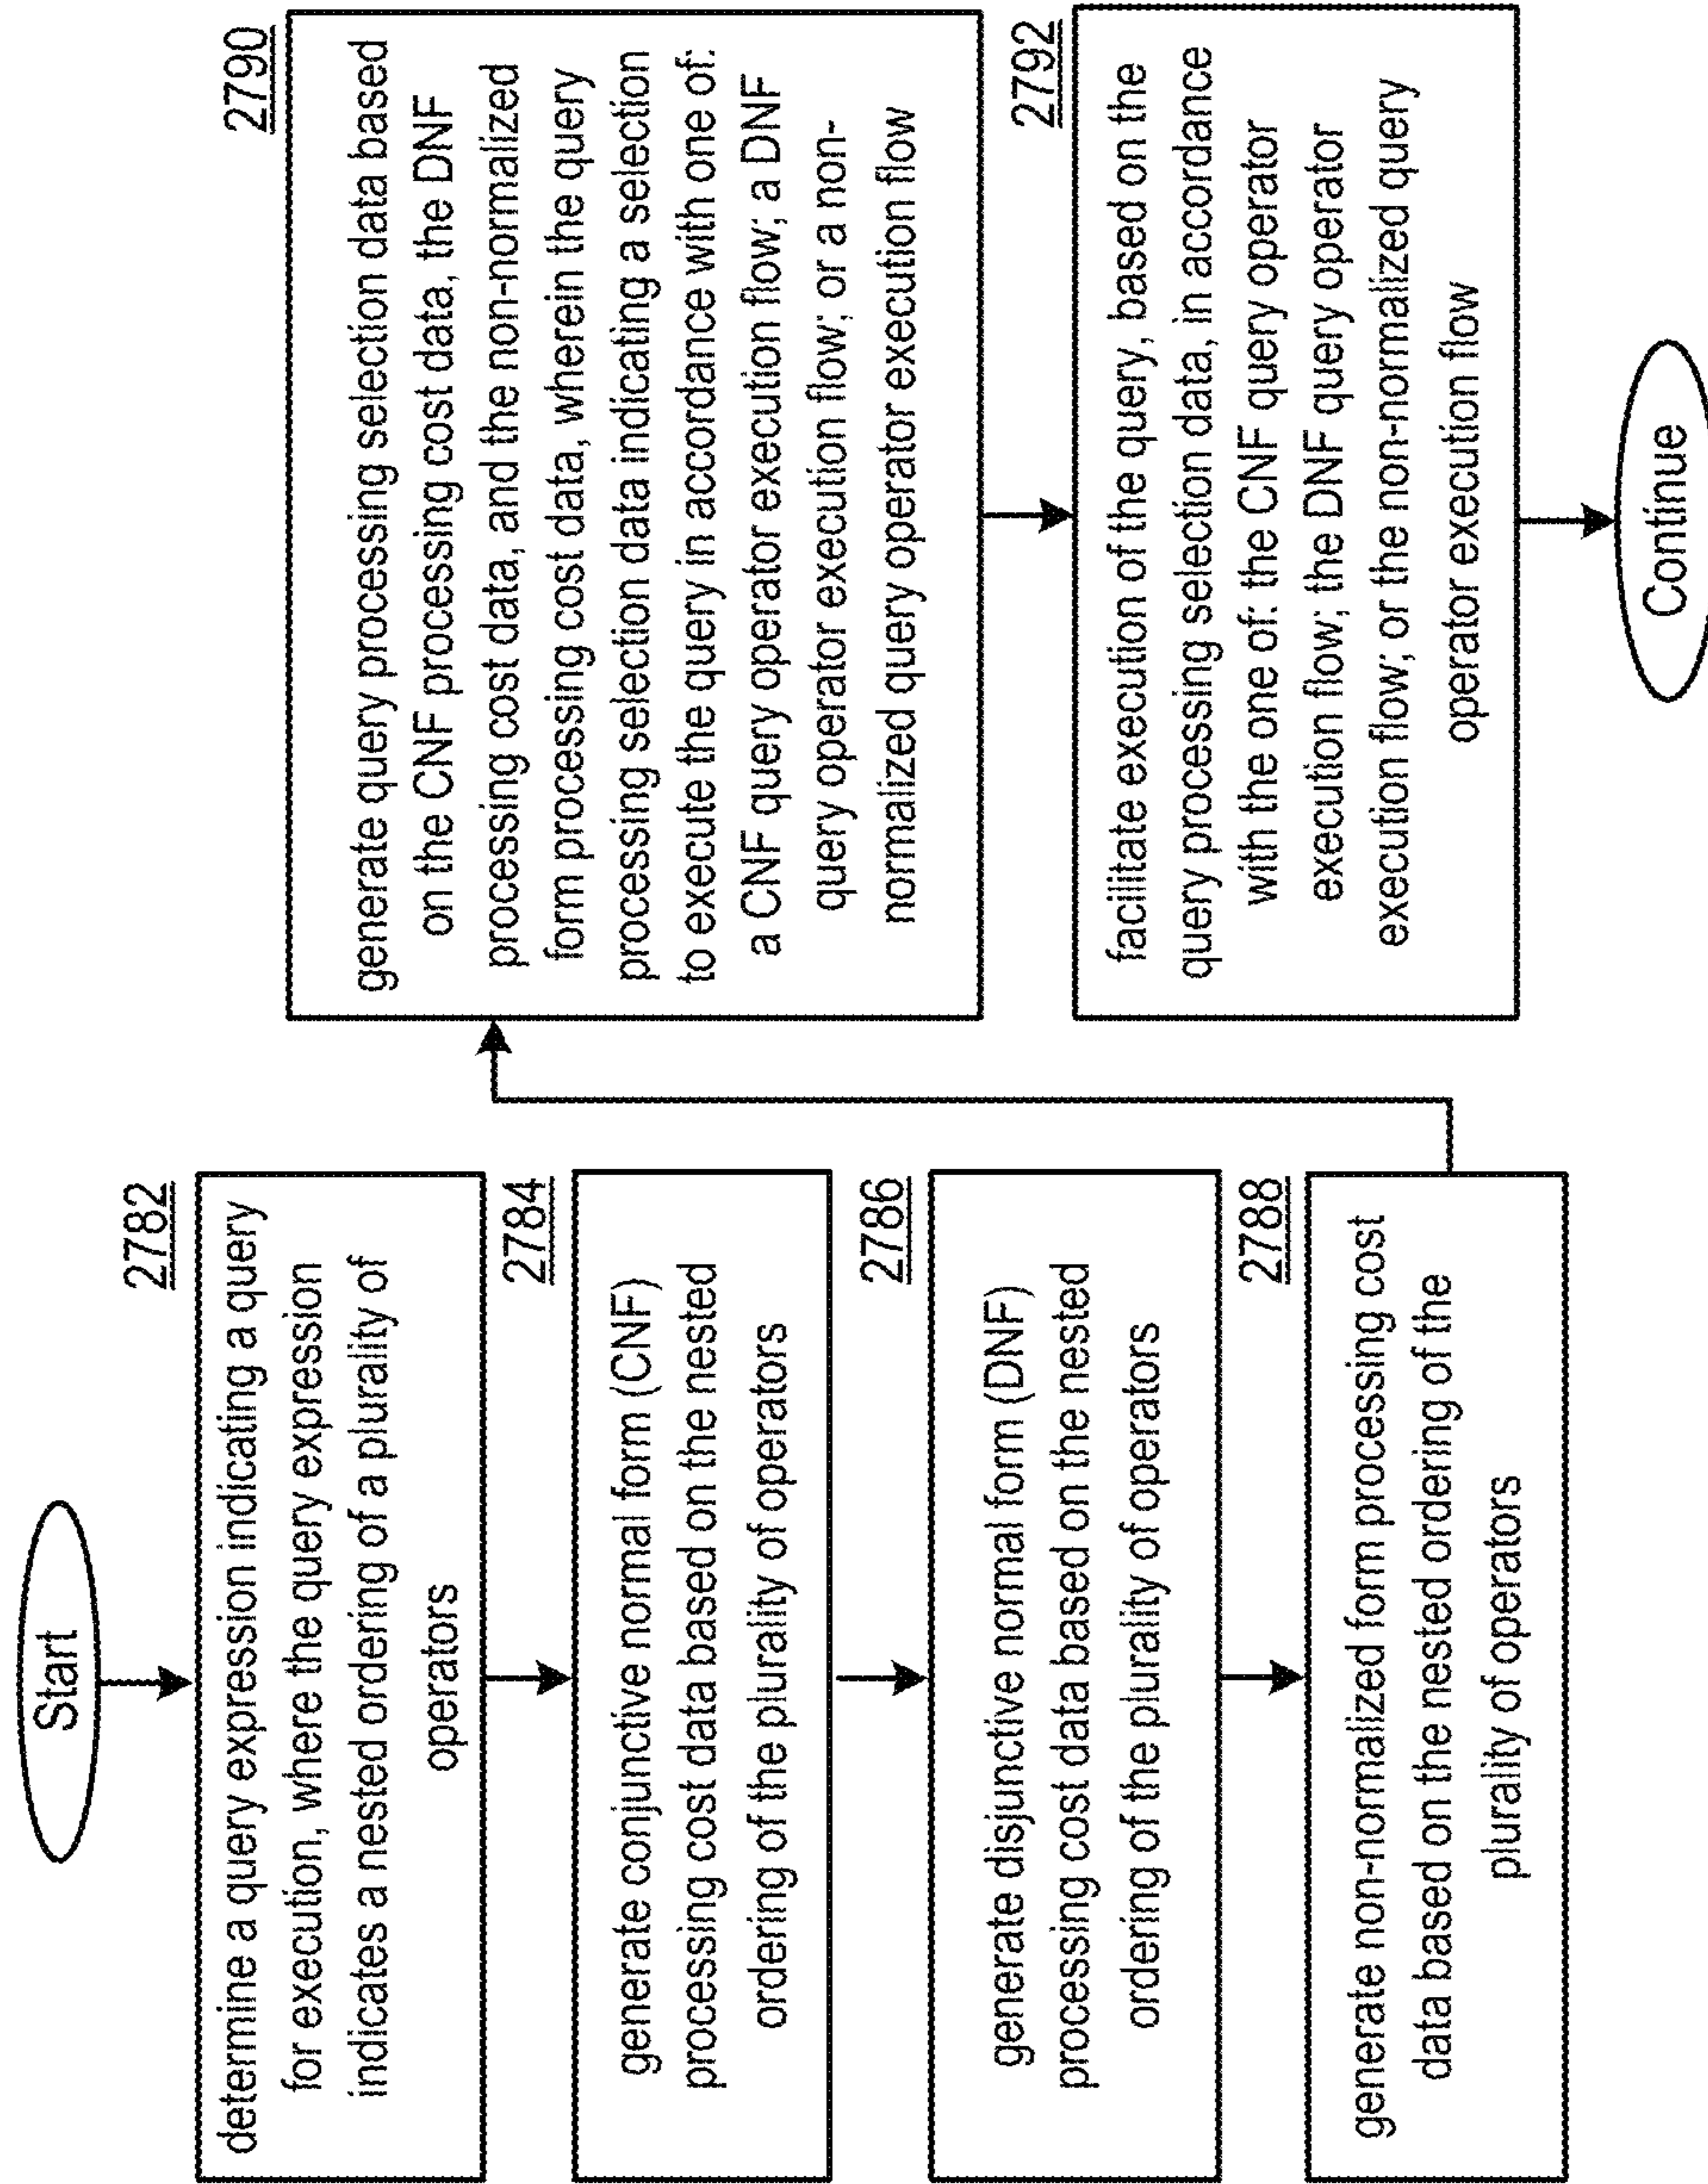 Start
2782
determine a query expression indicating a query
for execution, where the query expression
indicates a nested ordering of a plurality of
operators
2784
generate conjunctive normal form (CNF)
processing cost data based on the nested
ordering of the plurality of operators
2786
generate disjunctive normal form (DNF)
processing cost data based on the nested
ordering of the plurality of operators
2788
generate non-normalized form processing cost
data based on the nested ordering of the
plurality of operators
2790
generate query processing selection data based
on the CNF processing cost data, the DNF
processing cost data, and the non-normalized
form processing cost data, wherein the query
processing selection data indicating a selection
to execute the query in accordance with one of:
a CNF query operator execution flow; a DNF
query operator execution flow; or a non-
normalized query operator execution flow
2792
facilitate execution of the query, based on the
query processing selection data, in accordance
with the one of: the CNF query operator
execution flow; the DNF query operator
execution flow; or the non-normalized query
operator execution flow
Continue